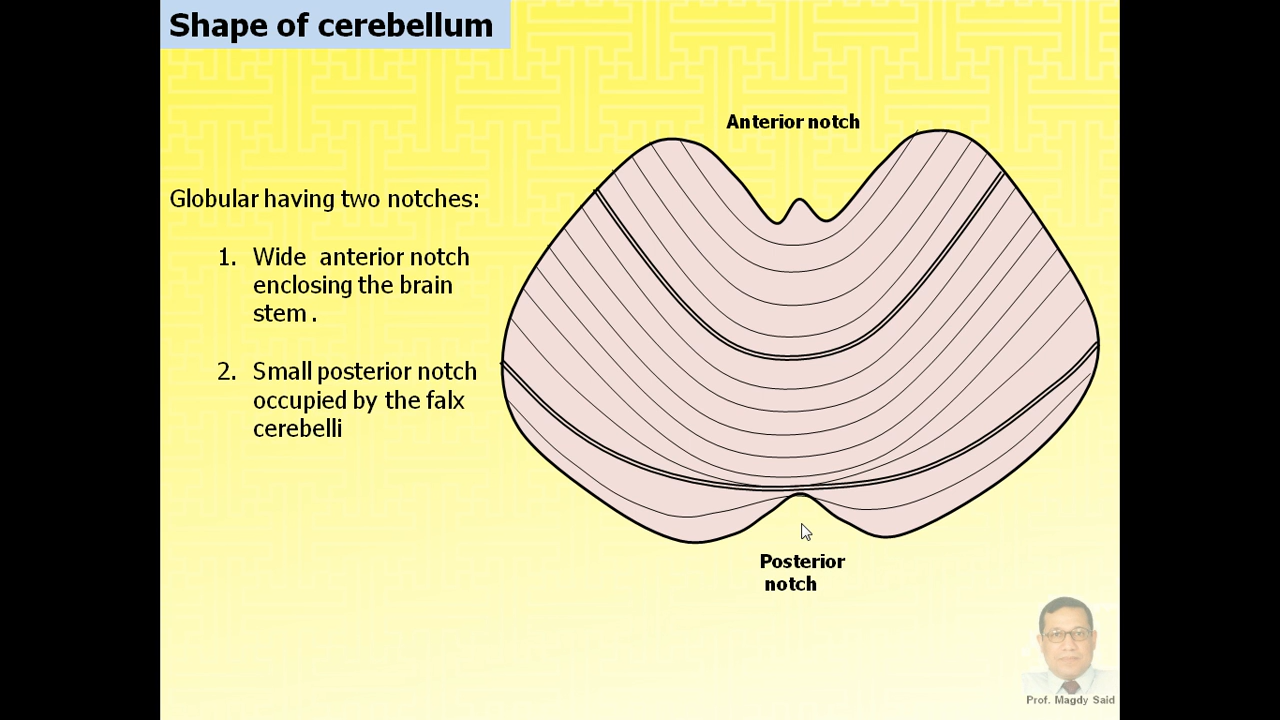 Shape of cerebellum
Anterior notch
Globular having two notches:
1. Wide anterior notch
enclosing the brain
stem .
2. Small posterior notch
occupied by the falx
cerebelli
Posterior
notch
Prof. Magdy Said